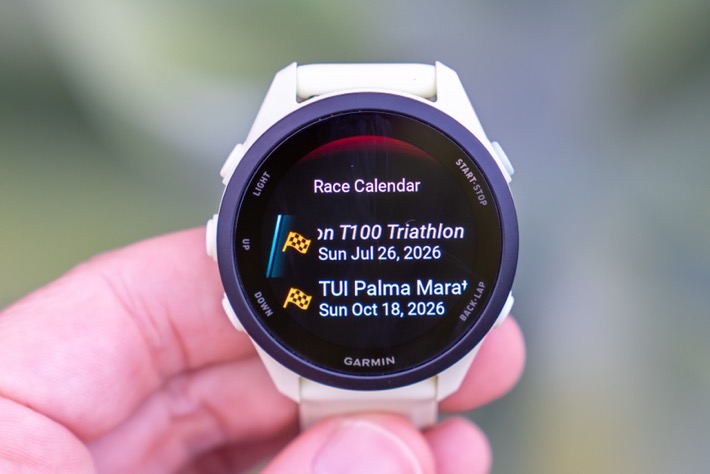 LIGHT
START·STOP
Race Calendar
UP
on T100 Triathlon
Sun Jul 26, 2026
TUI Palma Marat
Sun Oct 18, 2026
DOWN
BACK·LAP
GARMIN